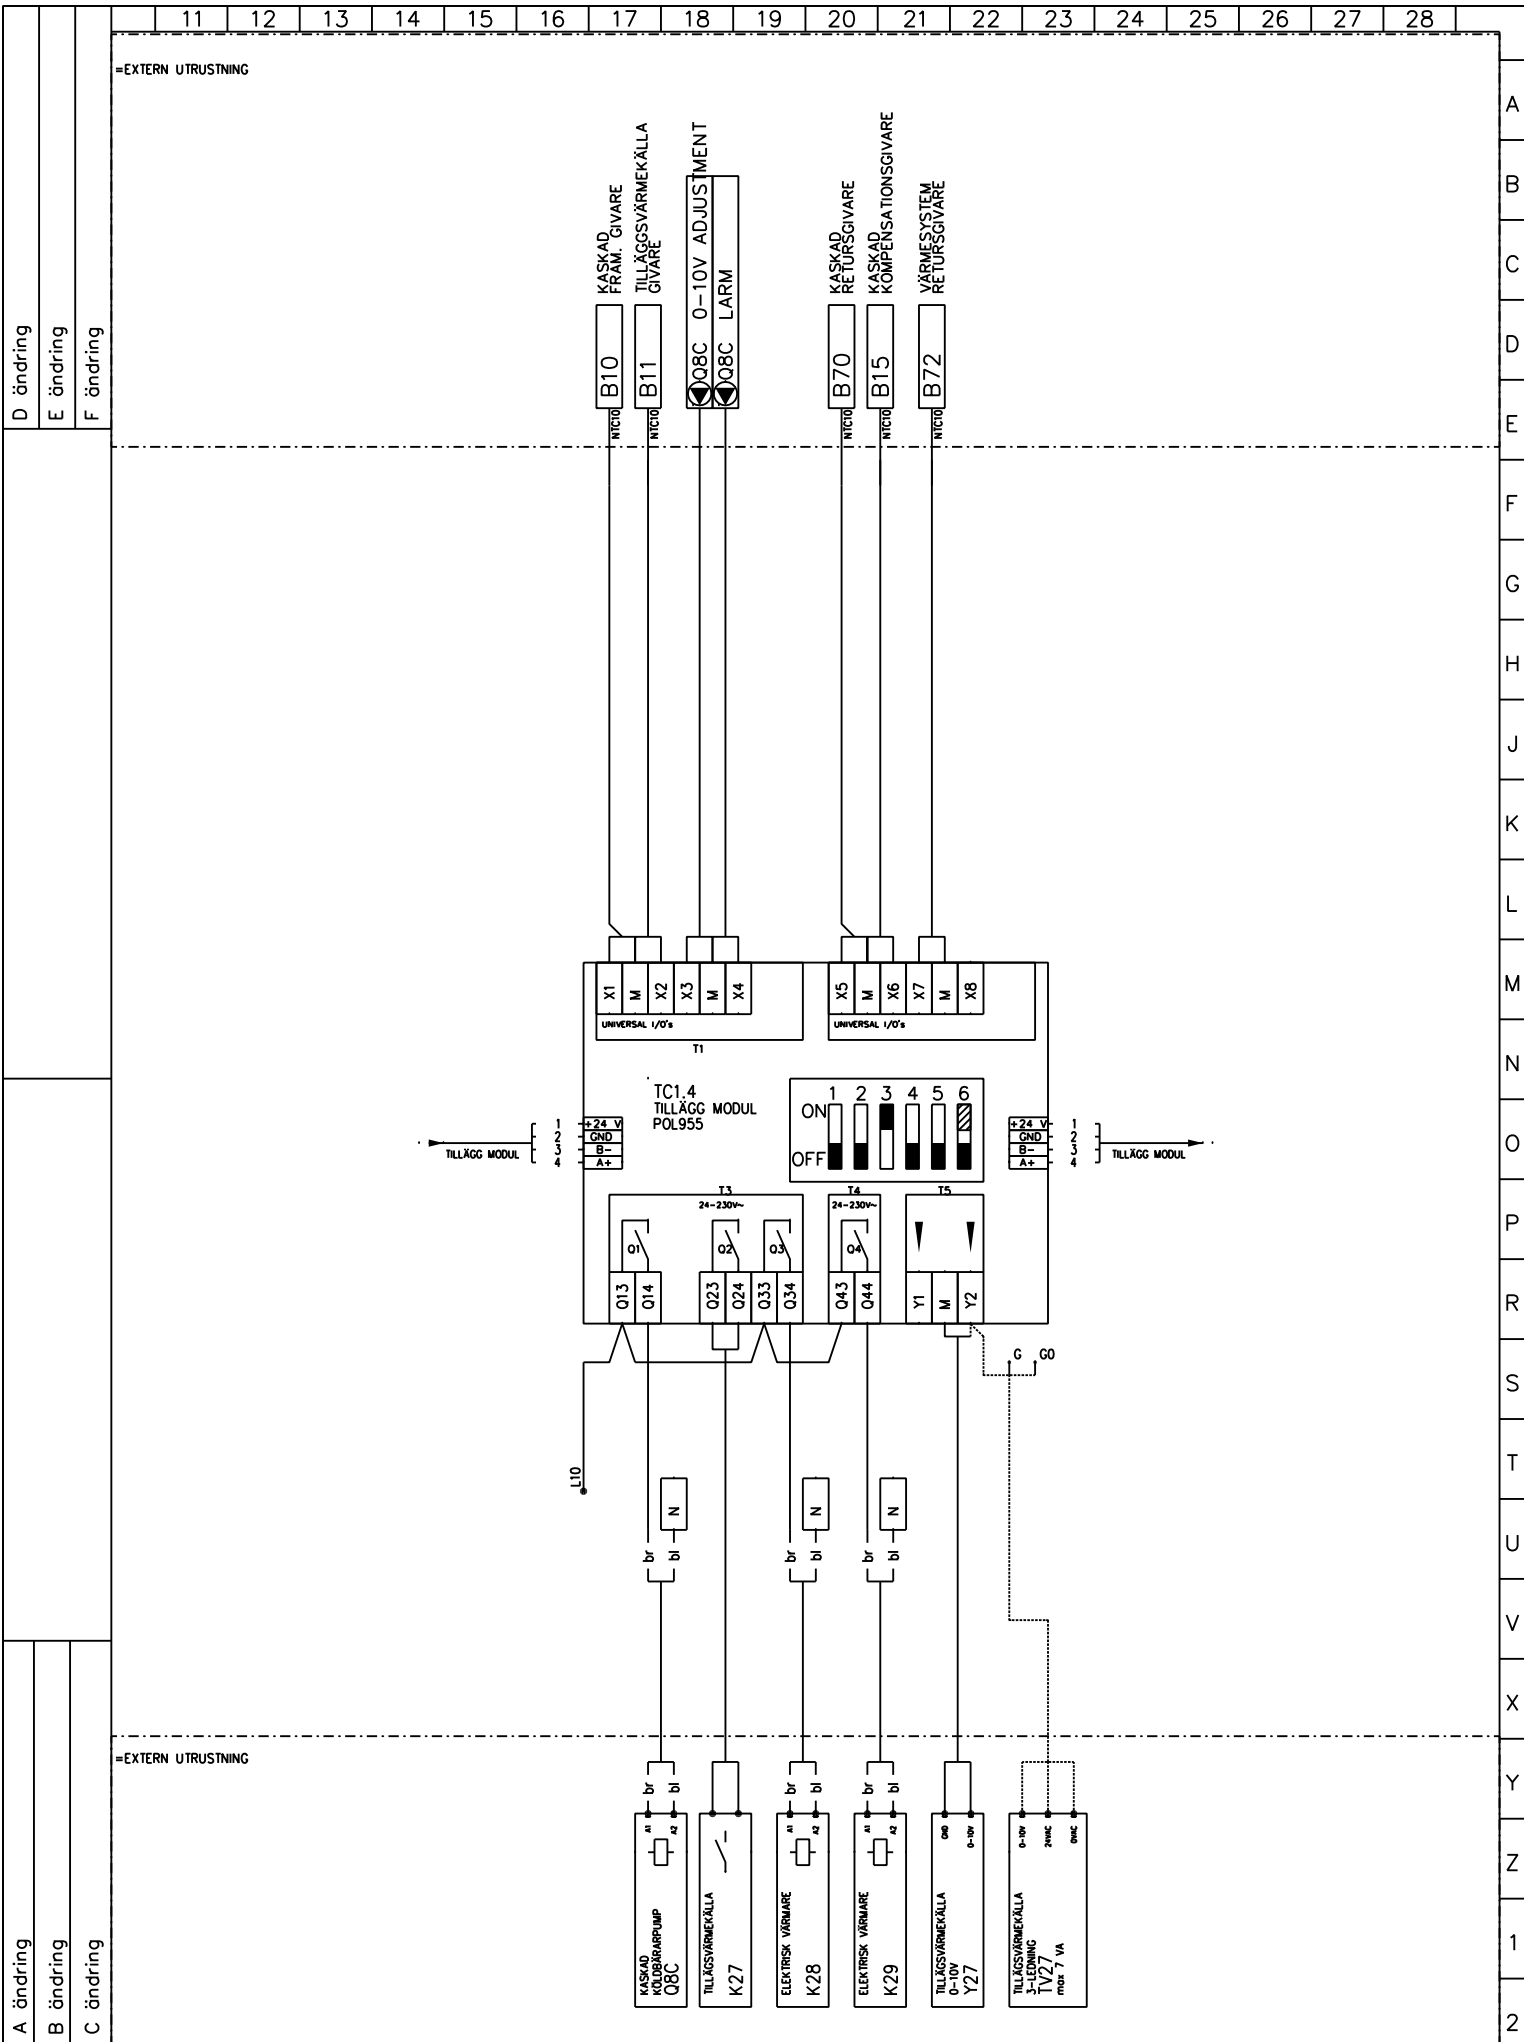 11 12 13 14 15 16 17 18 19 20 21 22 23 24 25 26 27 28
D ändring
E ändring
F ändring
A ändring
B ändring
C ändring
A
B
C
D
E
F
G
H
J
K
L
M
N
O
P
R
S
T
U
V
X
Y
Z
1
2
=EXTERN UTRUSTNING
KASKAD
FRAM. GIVARE
B10
NTC10
TILLÄGGSVÄRMEKÄLLA
GIVARE
B11
NTC10
Q8C 0-10V ADJUSTMENT
Q8C LARM
KASKAD
RETURSGIVARE
B70
NTC10
KASKAD
KOMPENSATIONSGIVARE
B15
NTC10
VÄRMESYSTEM
RETURSGIVARE
B72
NTC10
X1 M X2 X3 M X4
UNIVERSAL I/O's
T1
X5 M X6 X7 M X8
UNIVERSAL I/O's
TC1.4
TILLÄGG MODUL
POL955
1 2 3 4 5 6
ON
OFF
TILLÄGG MODUL
1 +24 V
2 GND
3 B-
4 A+
+24 V 1
GND 2
B- 3
A+ 4
TILLÄGG MODUL
T3
24-230V~
T4
24-230V~
T5
Q1 Q2 Q3 Q4
Q13 Q14 Q23 Q24 Q33 Q34 Q43 Q44 Y1 M Y2
G G0
L10
N N N
br bl br bl br bl
=EXTERN UTRUSTNING
br bl br bl br bl
A1 A2
KASKAD
KÖLDBÄRARPUMP
Q8C
TILLÄGSVÄRMEKÄLLA
K27
A1 A2
ELEKTRISK VÄRMARE
K28
A1 A2
ELEKTRISK VÄRMARE
K29
GND 0-10V
TILLÄGSVÄRMEKÄLLA
0-10V
Y27
0-10V 24VAC 0VAC
TILLÄGSVÄRMEKÄLLA
3-LEDNING
TV27
max 7 VA